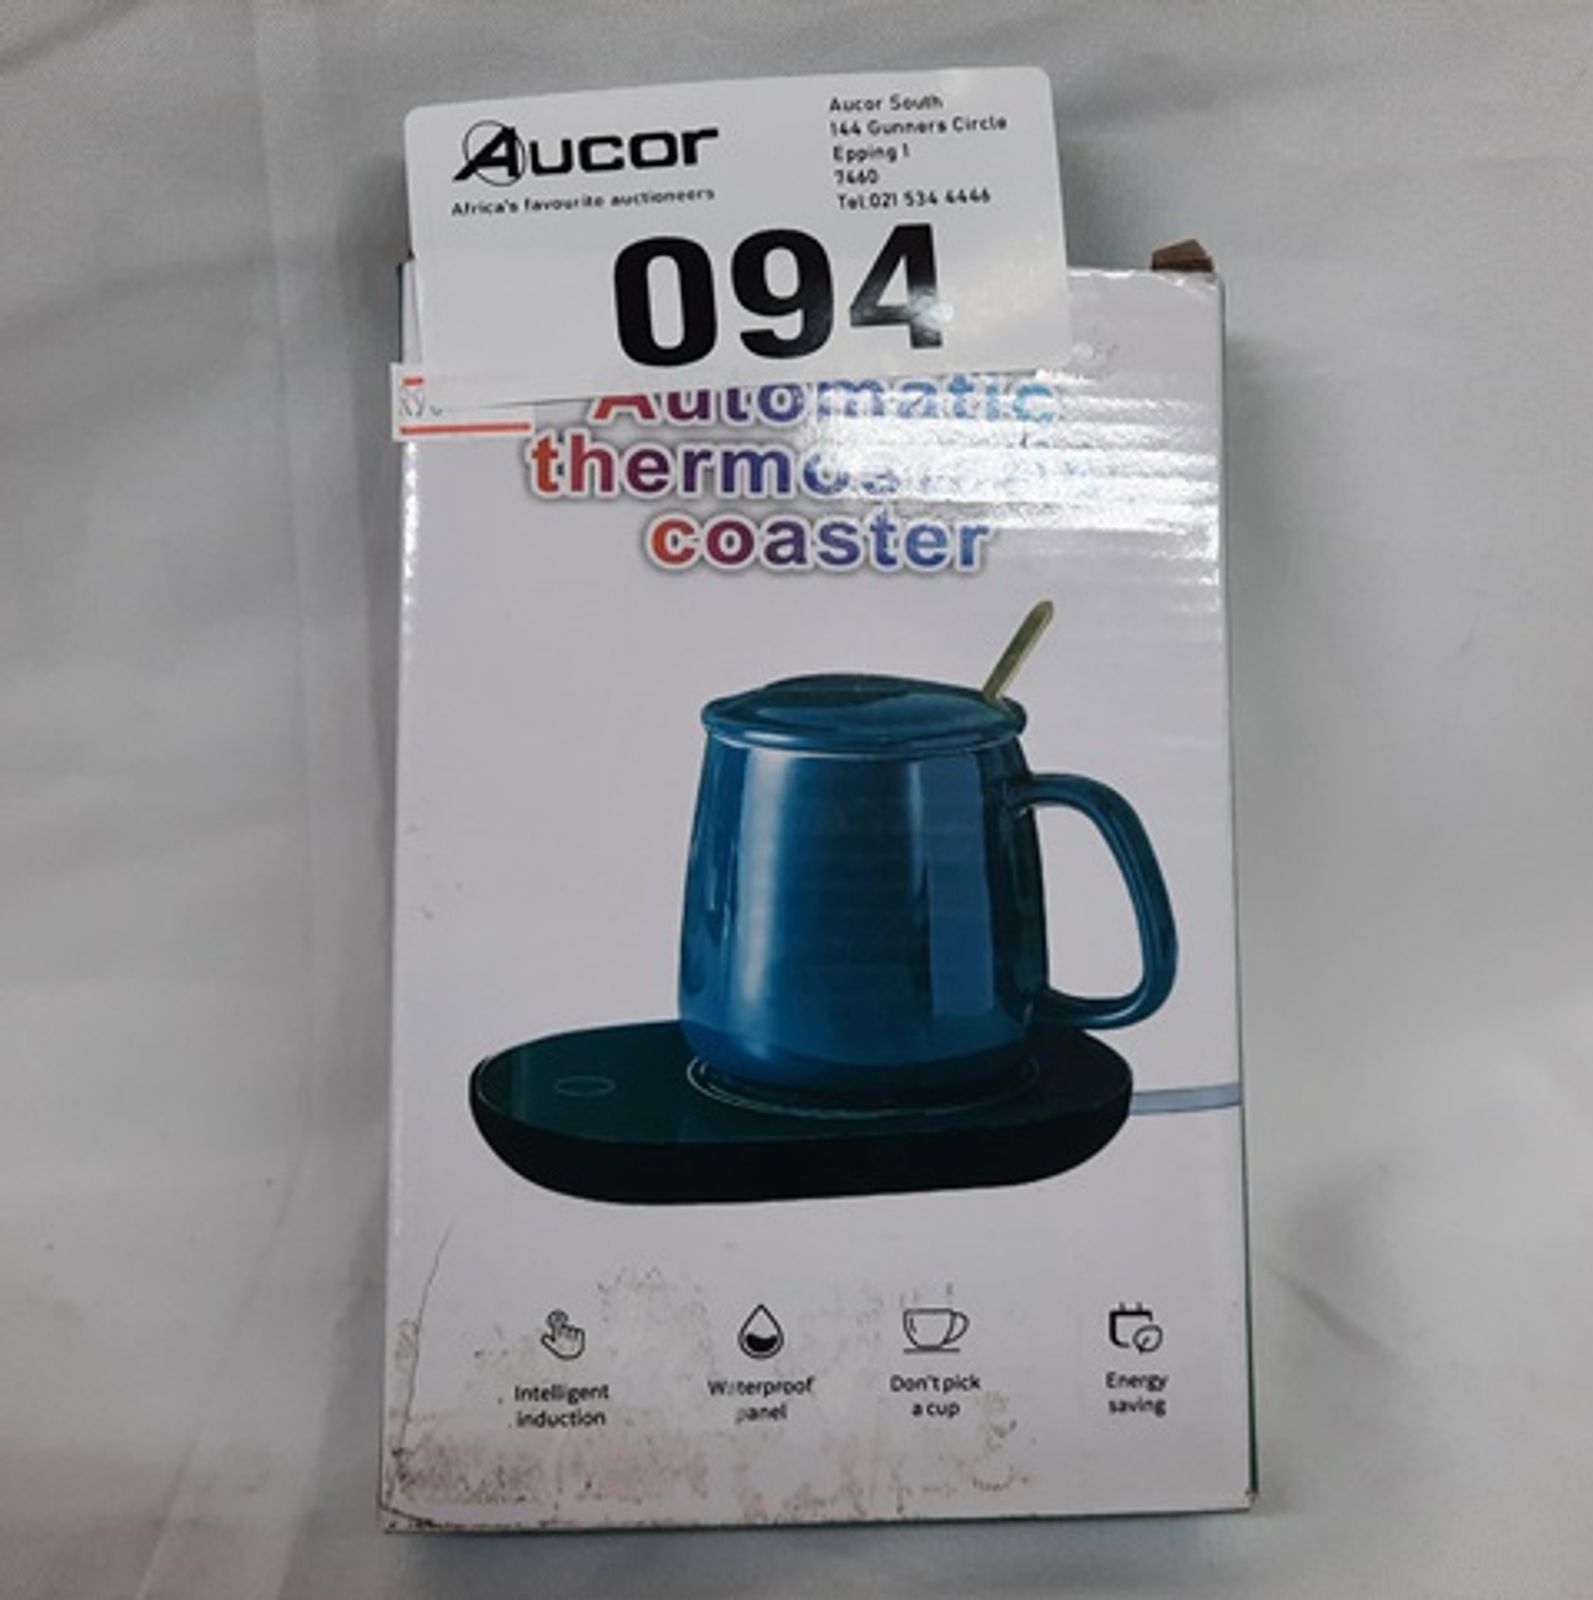 Aucor
Africa's favourite auctioneers
Aucor South
144 Gunners Circle
Epping 1
7460
Tel:021 534 4446
094
Automatic
coaster
Intelligent
induction
Waterproof
panel
Don't pick
a cup
Energy
saving